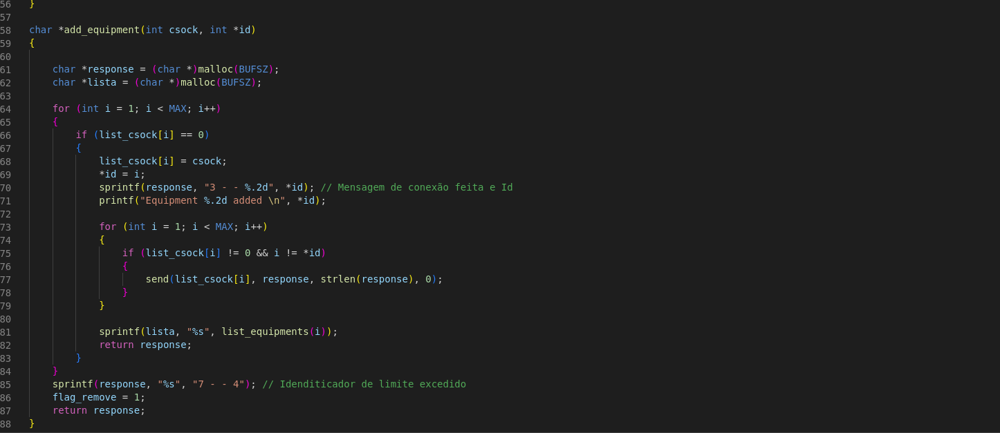 56 }
57
58 char *add_equipment(int csock, int *id)
59 {
60
61     char *response = (char *)malloc(BUFSZ);
62     char *lista = (char *)malloc(BUFSZ);
63
64     for (int i = 1; i < MAX; i++)
65     {
66         if (list_csock[i] == 0)
67         {
68             list_csock[i] = csock;
69             *id = i;
70             sprintf(response, "3 - - %.2d", *id); // Mensagem de conexão feita e Id
71             printf("Equipment %.2d added \n", *id);
72
73             for (int i = 1; i < MAX; i++)
74             {
75                 if (list_csock[i] != 0 && i != *id)
76                 {
77                     send(list_csock[i], response, strlen(response), 0);
78                 }
79             }
80
81             sprintf(lista, "%s", list_equipments(i));
82             return response;
83         }
84     }
85     sprintf(response, "%s", "7 - - 4"); // Idenditicador de limite excedido
86     flag_remove = 1;
87     return response;
88 }